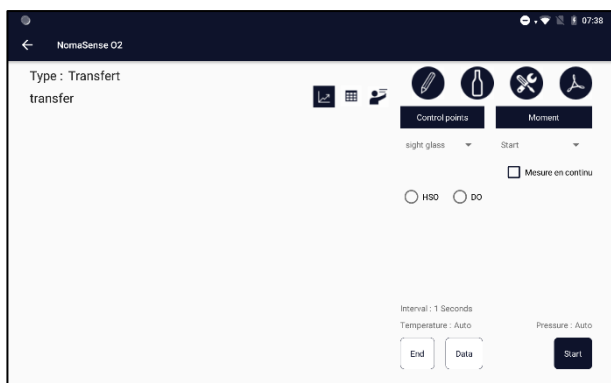 07:38
NomaSense O2
Type : Transfert
transfer
Control points
Moment
sight glass
Start
Mesure en continu
HSO
DO
Interval : 1 Seconds
Temperature : Auto
Pressure : Auto
End
Data
Start